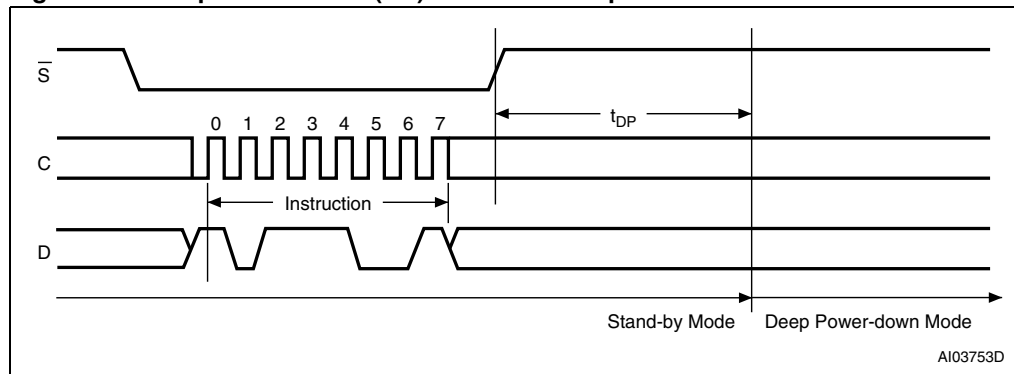 S
t_DP
0 1 2 3 4 5 6 7
C
Instruction
D
Stand-by Mode Deep Power-down Mode
AI03753D